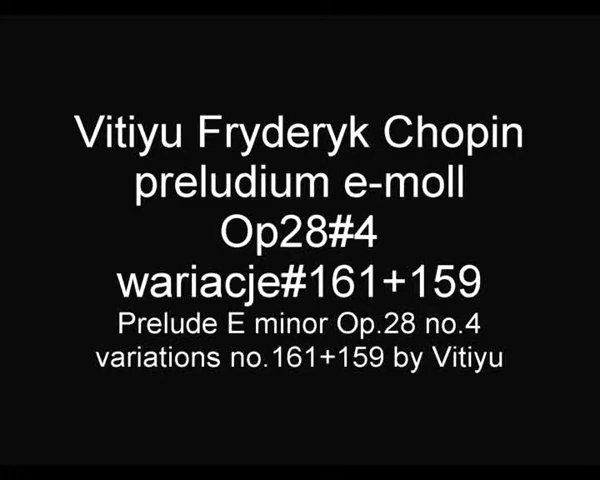 Vitiyu Fryderyk Chopin
preludium e-moll
Op28#4
wariacje#161+159
Prelude E minor Op.28 no.4
variations no.161+159 by Vitiyu